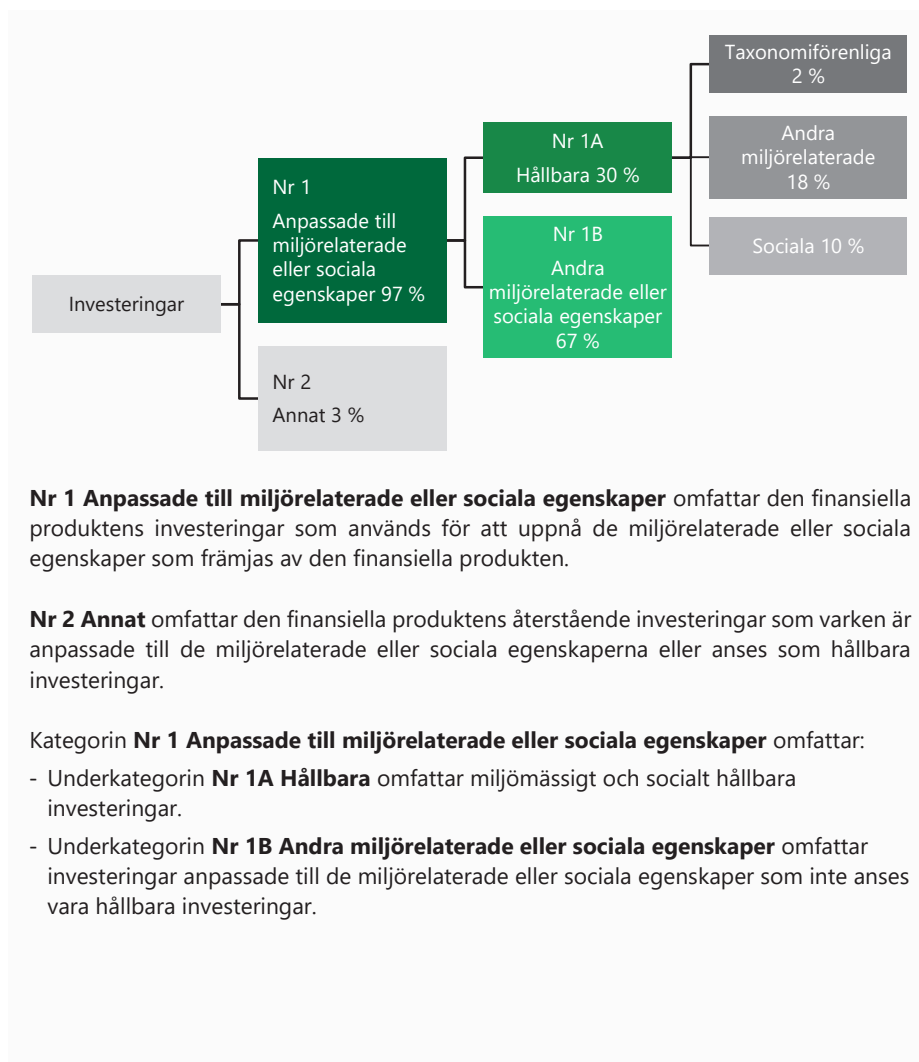 Investeringar
Nr 1
Anpassade till
miljörelaterade
eller sociala
egenskaper 97 %
Nr 2
Annat 3 %
Nr 1A
Hållbara 30 %
Nr 1B
Andra
miljörelaterade eller
sociala egenskaper
67 %
Taxonomiförenliga
2 %
Andra
miljörelaterade
18 %
Sociala 10 %
Nr 1 Anpassade till miljörelaterade eller sociala egenskaper omfattar den finansiella
produktens investeringar som används för att uppnå de miljörelaterade eller sociala
egenskaper som främjas av den finansiella produkten.
Nr 2 Annat omfattar den finansiella produktens återstående investeringar som varken är
anpassade till de miljörelaterade eller sociala egenskaperna eller anses som hållbara
investeringar.
Kategorin Nr 1 Anpassade till miljörelaterade eller sociala egenskaper omfattar:
- Underkategorin Nr 1A Hållbara omfattar miljömässigt och socialt hållbara
investeringar.
- Underkategorin Nr 1B Andra miljörelaterade eller sociala egenskaper omfattar
investeringar anpassade till de miljörelaterade eller sociala egenskaper som inte anses
vara hållbara investeringar.